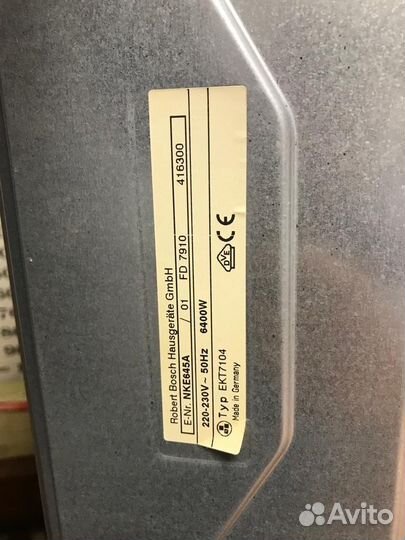 Robert Bosch Hausgeräte GmbH
E-Nr. NKE645A / 01 FD 7910 416300
220-230V~ 50Hz 6400W
Typ EKT7104
Made in Germany
DVE
CE
Avito